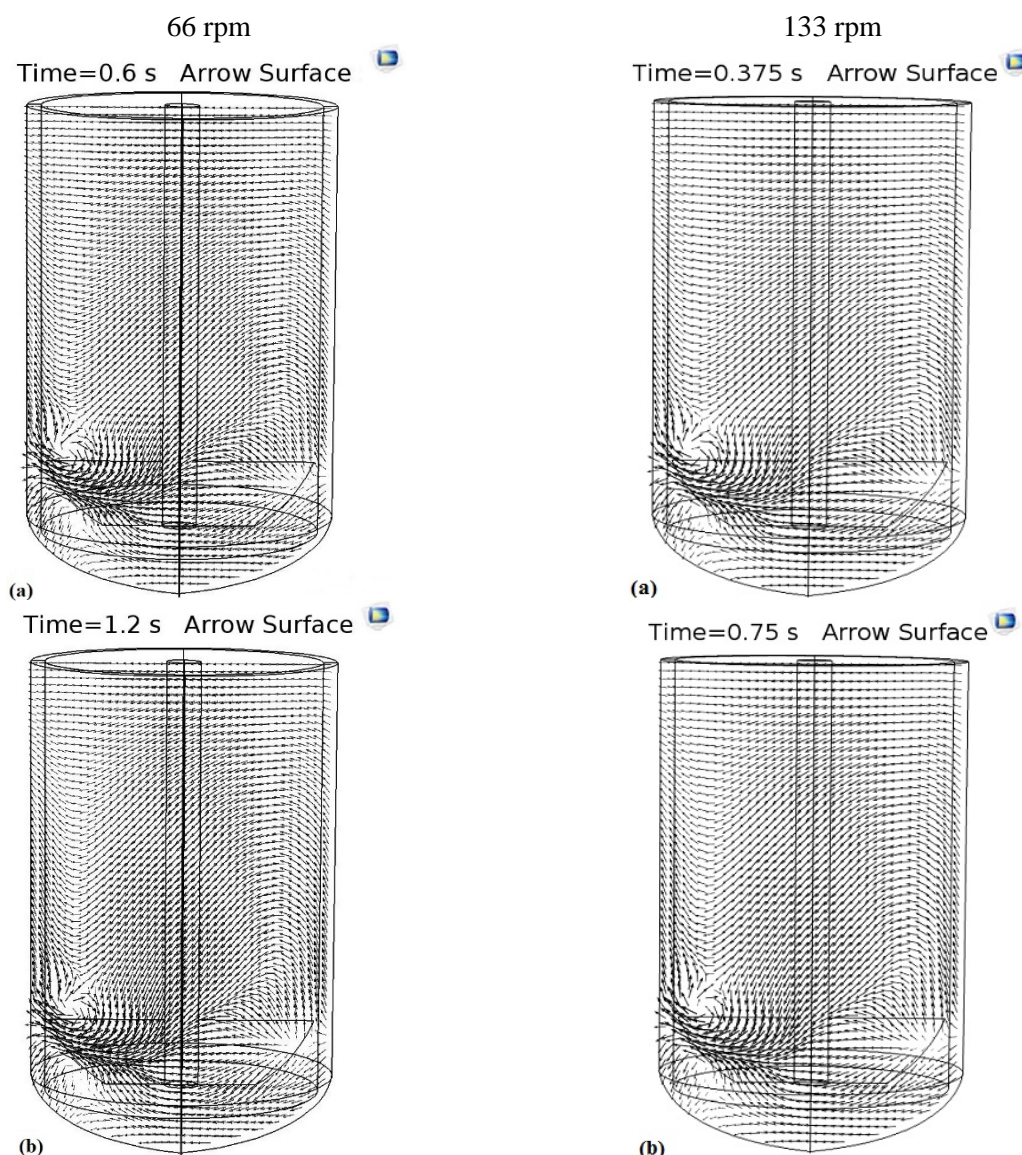 66 rpm
133 rpm
Time=0.6 s Arrow Surface
Time=0.375 s Arrow Surface
(a)
(a)
Time=1.2 s Arrow Surface
Time=0.75 s Arrow Surface
(b)
(b)